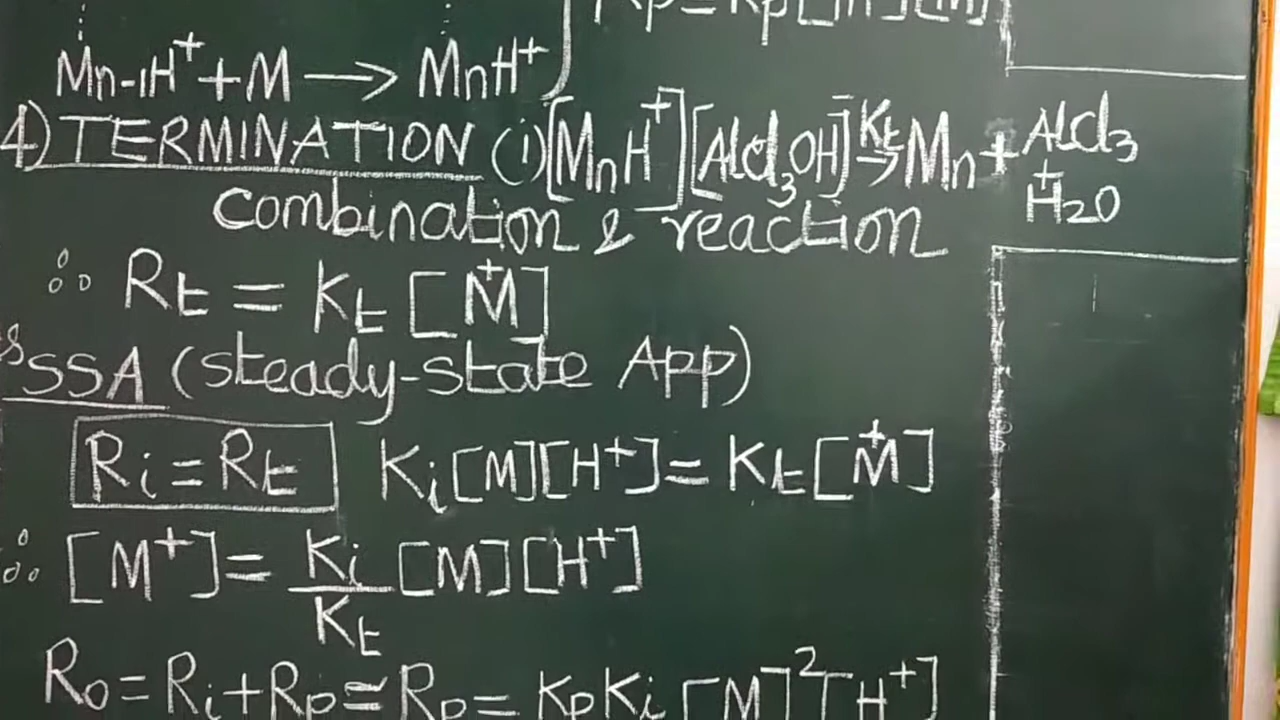 Mn-1H⁺ + M ⟶ MnH⁺
4) TERMINATION (i) [MnH⁺] [AlCl₃OH] Kt→ Mn + AlCl₃ + H₂O
combination & reaction
∴ Rt = Kt [M⁺]
SSA (steady-state App)
Ri = Rt Ki [M][H⁺] = Kt [M⁺]
∴ [M⁺] = Ki/Kt [M][H⁺]
Ro = Ri + Rp ≃ Rp = KpKi [M]²[H⁺]